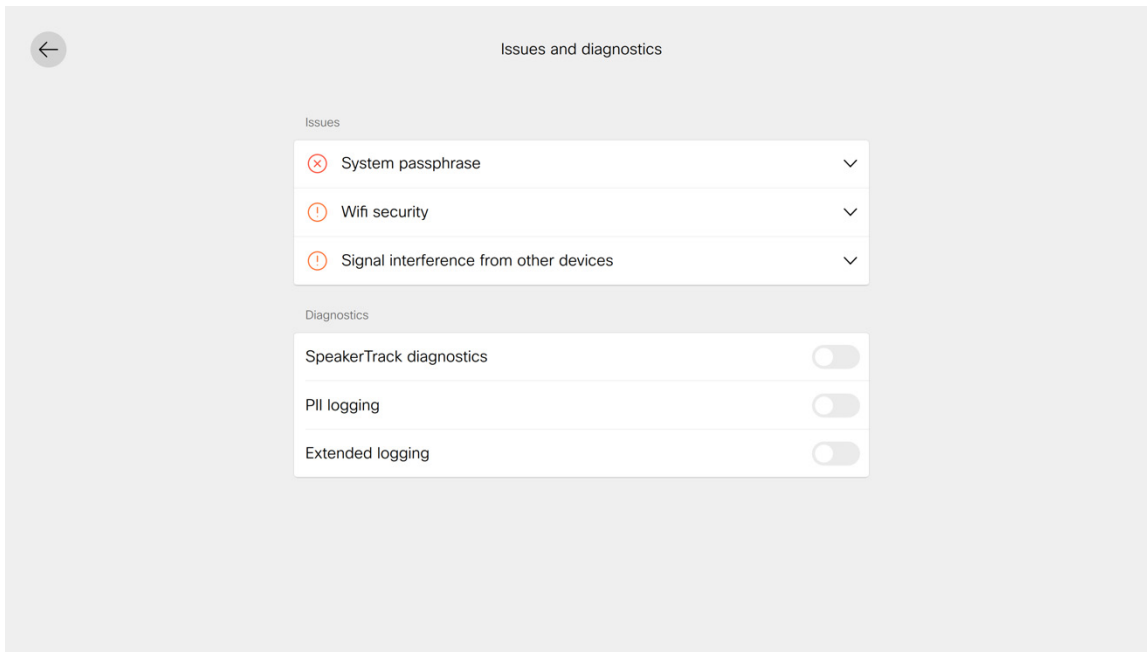 Issues and diagnostics
Issues
System passphrase
Wifi security
Signal interference from other devices
Diagnostics
SpeakerTrack diagnostics
PII logging
Extended logging